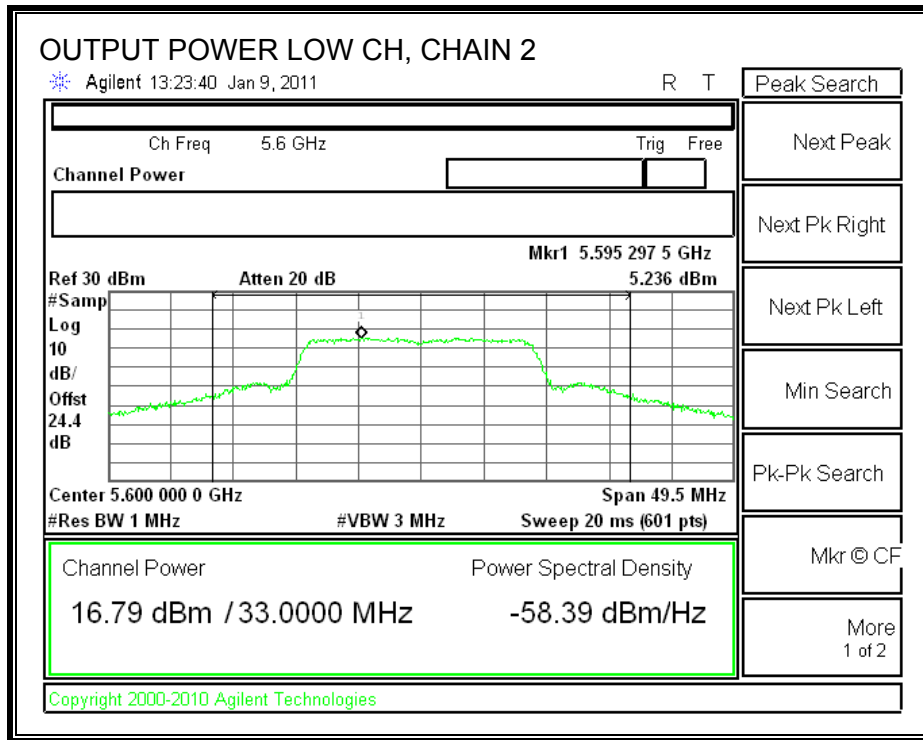 OUTPUT POWER LOW CH, CHAIN 2
Agilent 13:23:40 Jan 9, 2011 R T
Peak Search
Ch Freq 5.6 GHz Trig Free
Channel Power
Mkr1 5.595 297 5 GHz
Ref 30 dBm Atten 20 dB 5.236 dBm
#Samp
Log
10
dB/
Offst
24.4
dB
1
Center 5.600 000 0 GHz Span 49.5 MHz
#Res BW 1 MHz #VBW 3 MHz Sweep 20 ms (601 pts)
Channel Power Power Spectral Density
16.79 dBm / 33.0000 MHz -58.39 dBm/Hz
Next Peak
Next Pk Right
Next Pk Left
Min Search
Pk-Pk Search
Mkr © CF
More
1 of 2
Copyright 2000-2010 Agilent Technologies